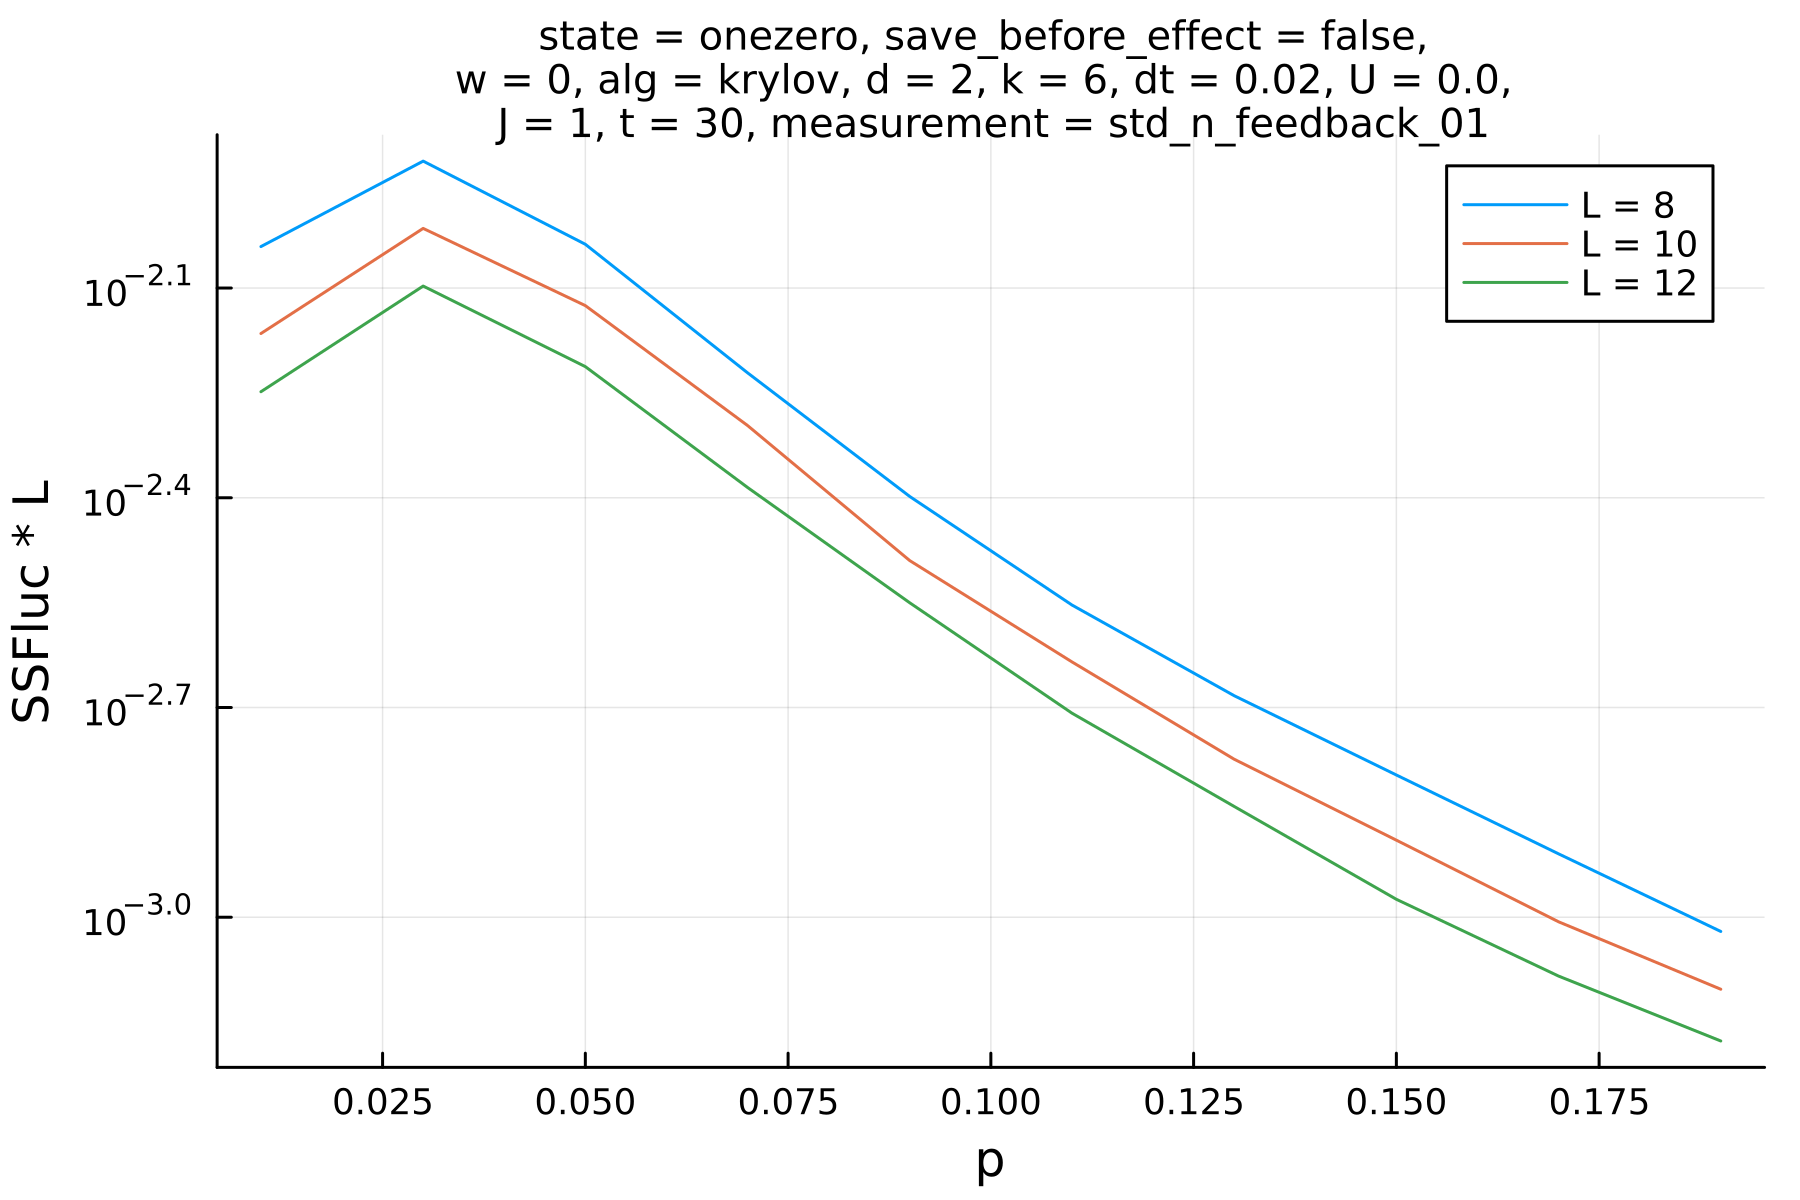 state = onezero, save_before_effect = false,
w = 0, alg = krylov, d = 2, k = 6, dt = 0.02, U = 0.0,
J = 1, t = 30, measurement = std_n_feedback_01
L = 8
L = 10
L = 12
10^−2.1
10^−2.4
10^−2.7
10^−3.0
SSFluc * L
0.025 0.050 0.075 0.100 0.125 0.150 0.175
p